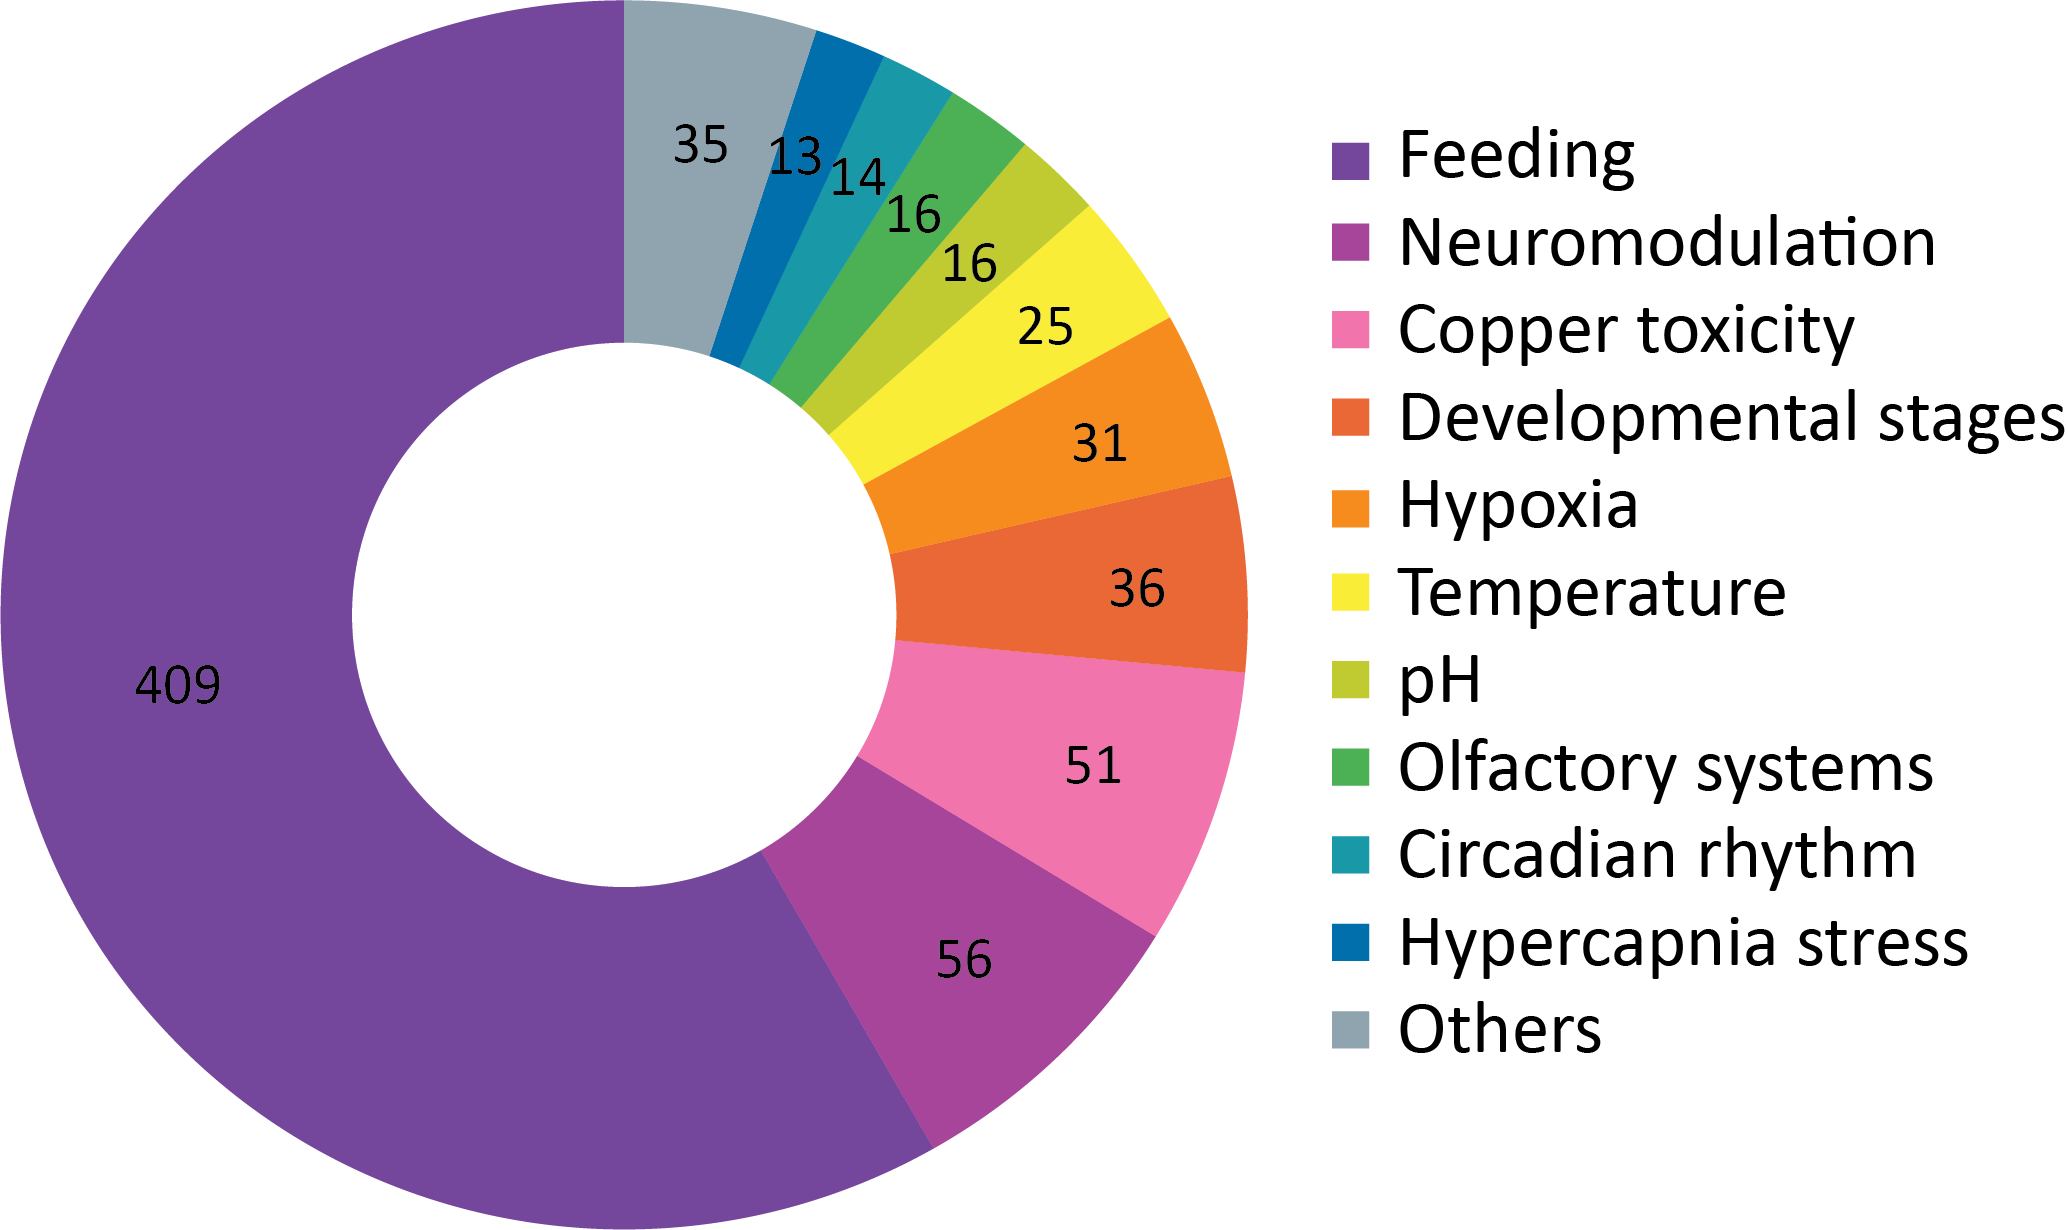 35
13
14
16
16
25
31
36
51
56
409
Feeding
Neuromodulation
Copper toxicity
Developmental stages
Hypoxia
Temperature
pH
Olfactory systems
Circadian rhythm
Hypercapnia stress
Others